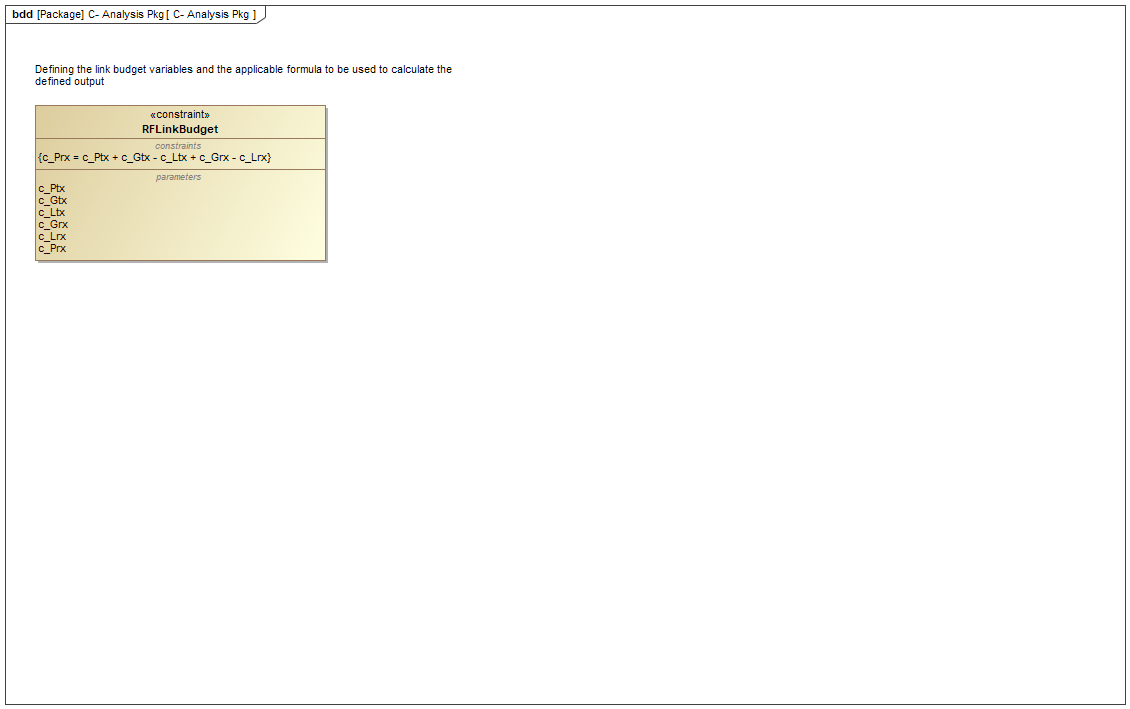 bdd [Package] C- Analysis Pkg [ C- Analysis Pkg ]
Defining the link budget variables and the applicable formula to be used to calculate the
defined output
«constraint»
RFLinkBudget
constraints
{c_Prx = c_Ptx + c_Gtx - c_Ltx + c_Grx - c_Lrx}
parameters
c_Ptx
c_Gtx
c_Ltx
c_Grx
c_Lrx
c_Prx